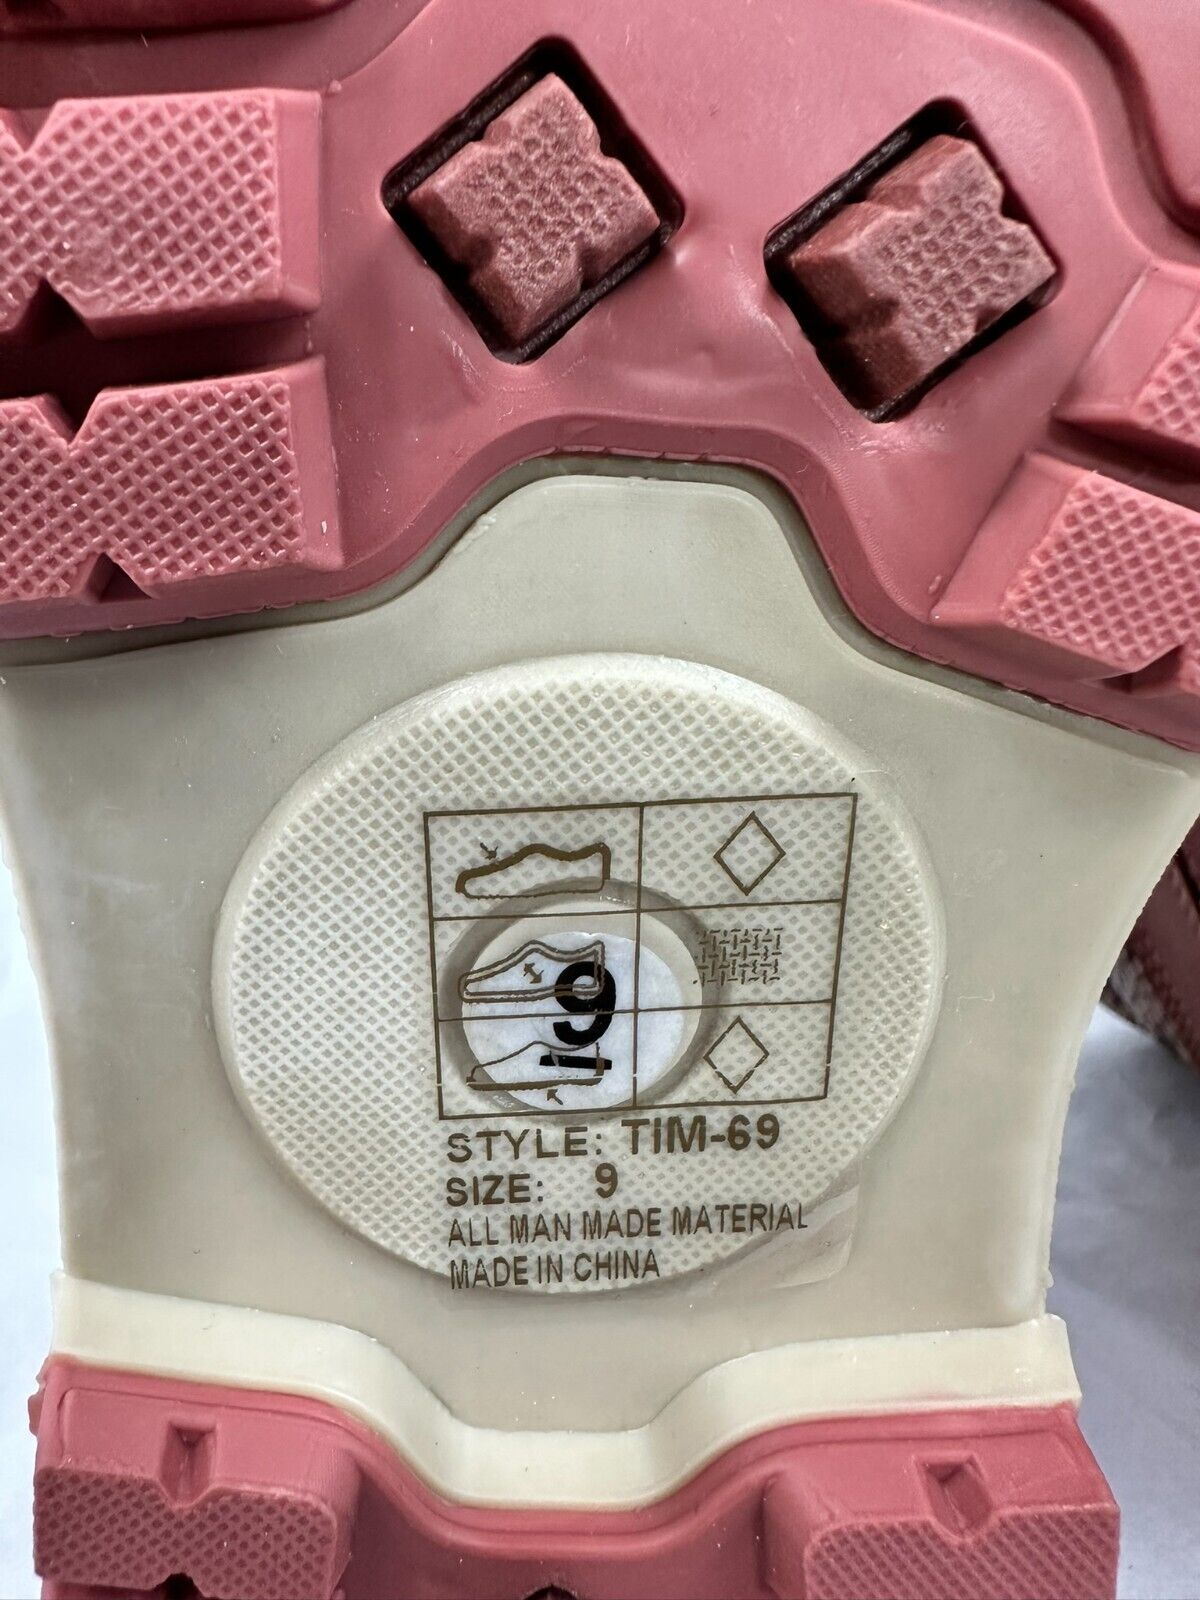 9
STYLE: TIM-69
SIZE: 9
ALL MAN MADE MATERIAL
MADE IN CHINA